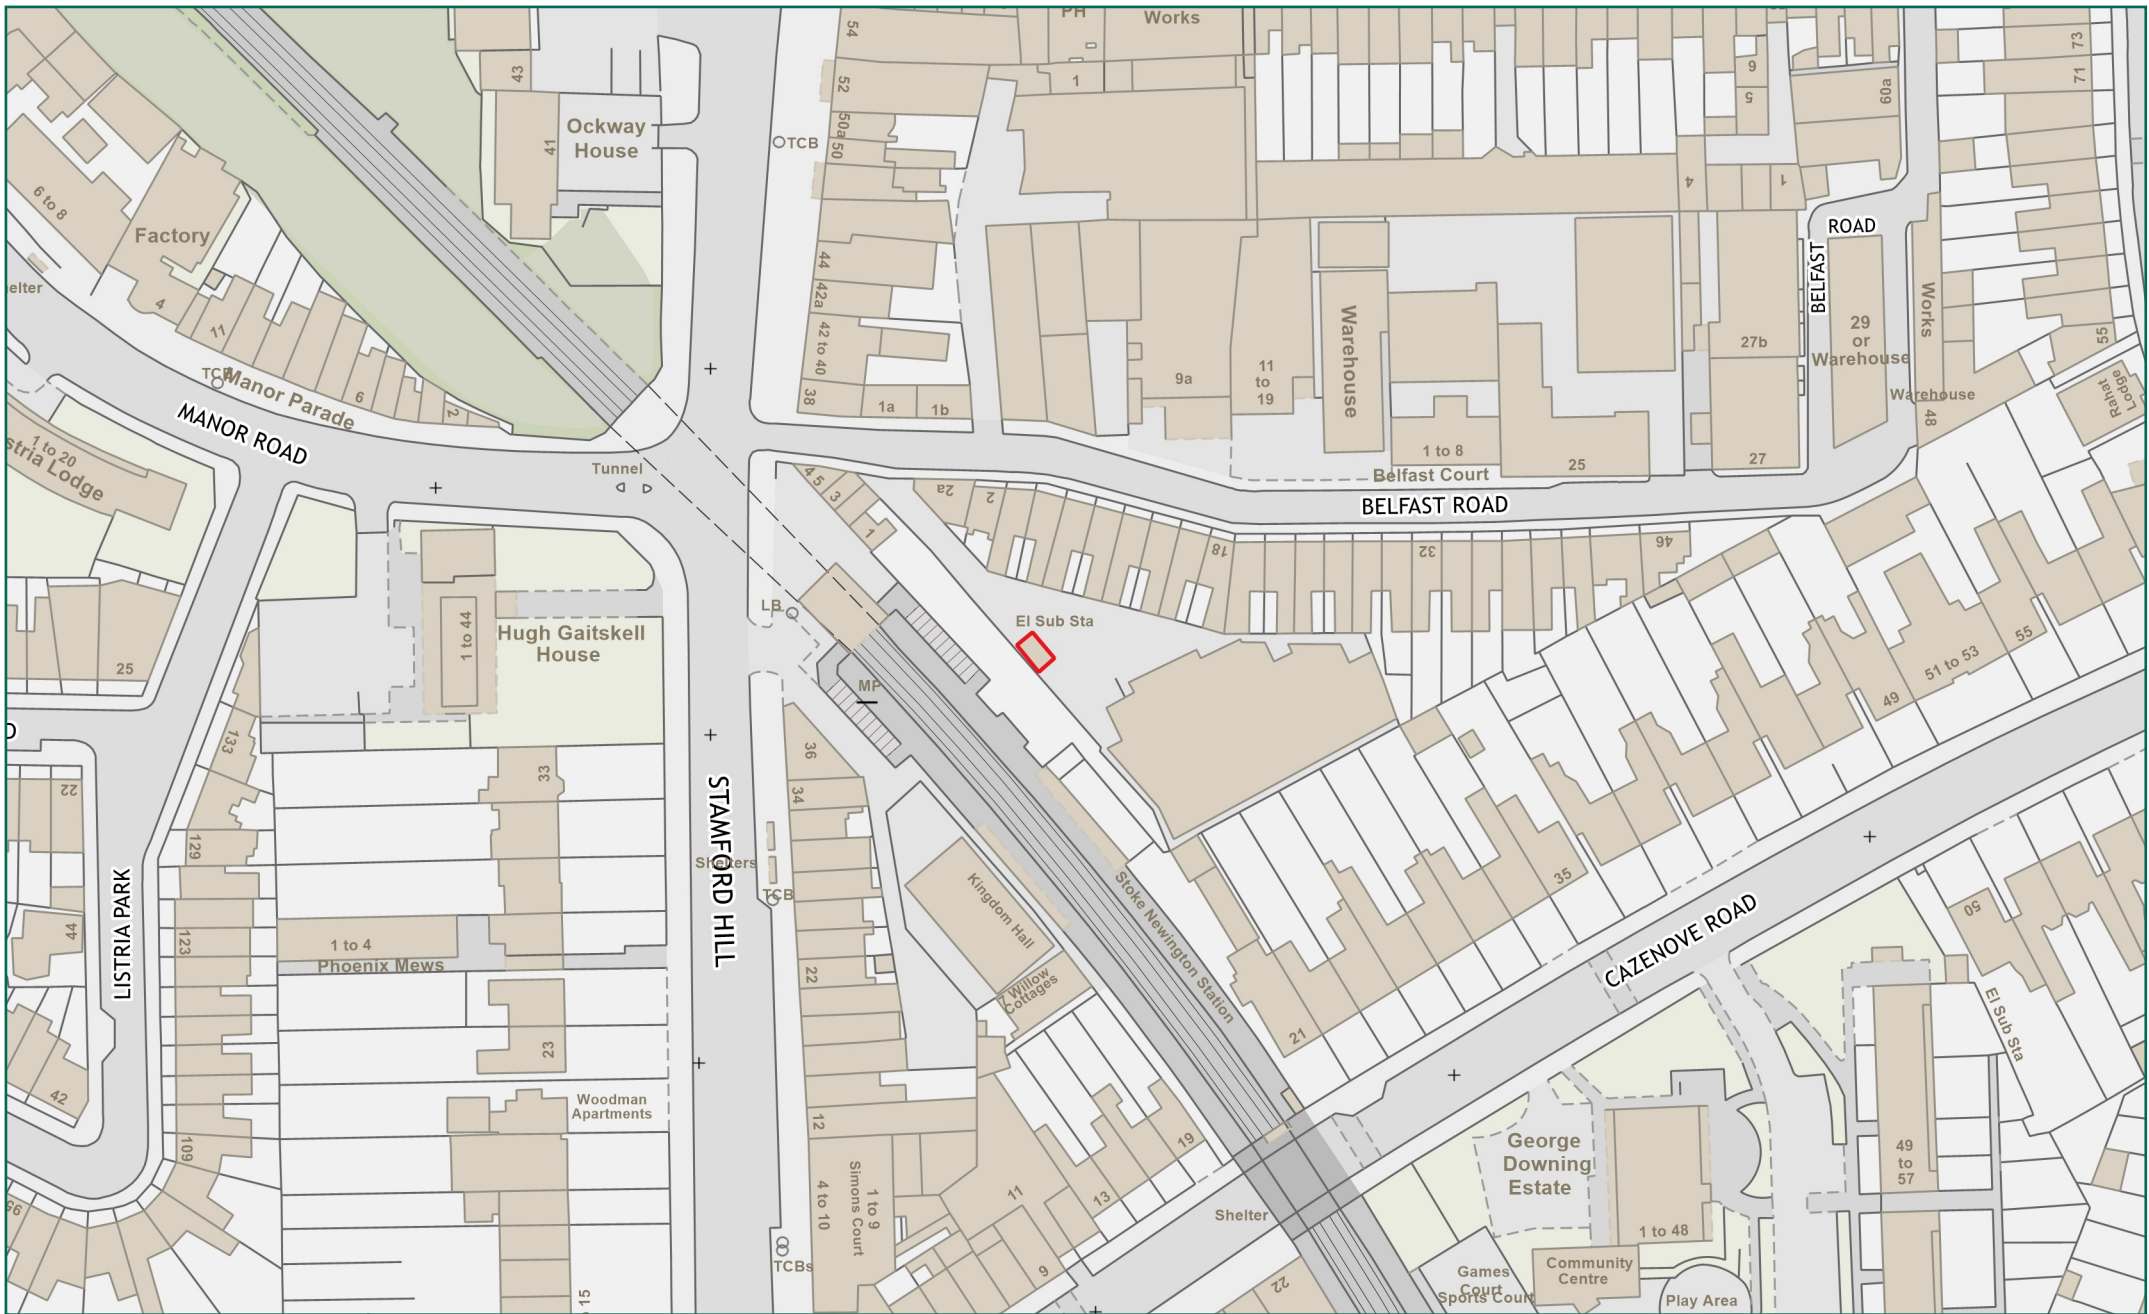 54
PH
Works
73
52
43
1
6
5
71
60a
Ockway
House
41
50a
50
TCB
6 to 8
Factory
4
1
ROAD
BELFAST
44
elter
42a
4
11
42 to 40
Warehouse
Works
29
or
Warehouse
27b
55
TCB
Manor Parade
6
2
38
1a
1b
9a
11
to
19
Warehouse
48
Rahat
Lodge
MANOR ROAD
1 to 20
stria Lodge
Tunnel
1 to 8
Belfast Court
25
27
BELFAST ROAD
4 5
3
1
2a
2
18
32
46
LB
El Sub Sta
1 to 44
Hugh Gaitskell
House
25
MP
55
51 to 53
49
133
36
33
34
22
STAMFORD HILL
129
Shelters
TCB
Kingdom Hall
Stoke Newington Station
35
CAZENOVE ROAD
50
LISTRIA PARK
44
123
1 to 4
Phoenix Mews
22
7 Willow
Cottages
El Sub Sta
21
23
42
Woodman
Apartments
12
109
19
George
Downing
Estate
49
to
57
4 to 10
Simons Court
1 to 9
11
13
95
Shelter
1 to 48
TCBs
9
22
Games
Court
Sports Court
Community
Centre
Play Area
15